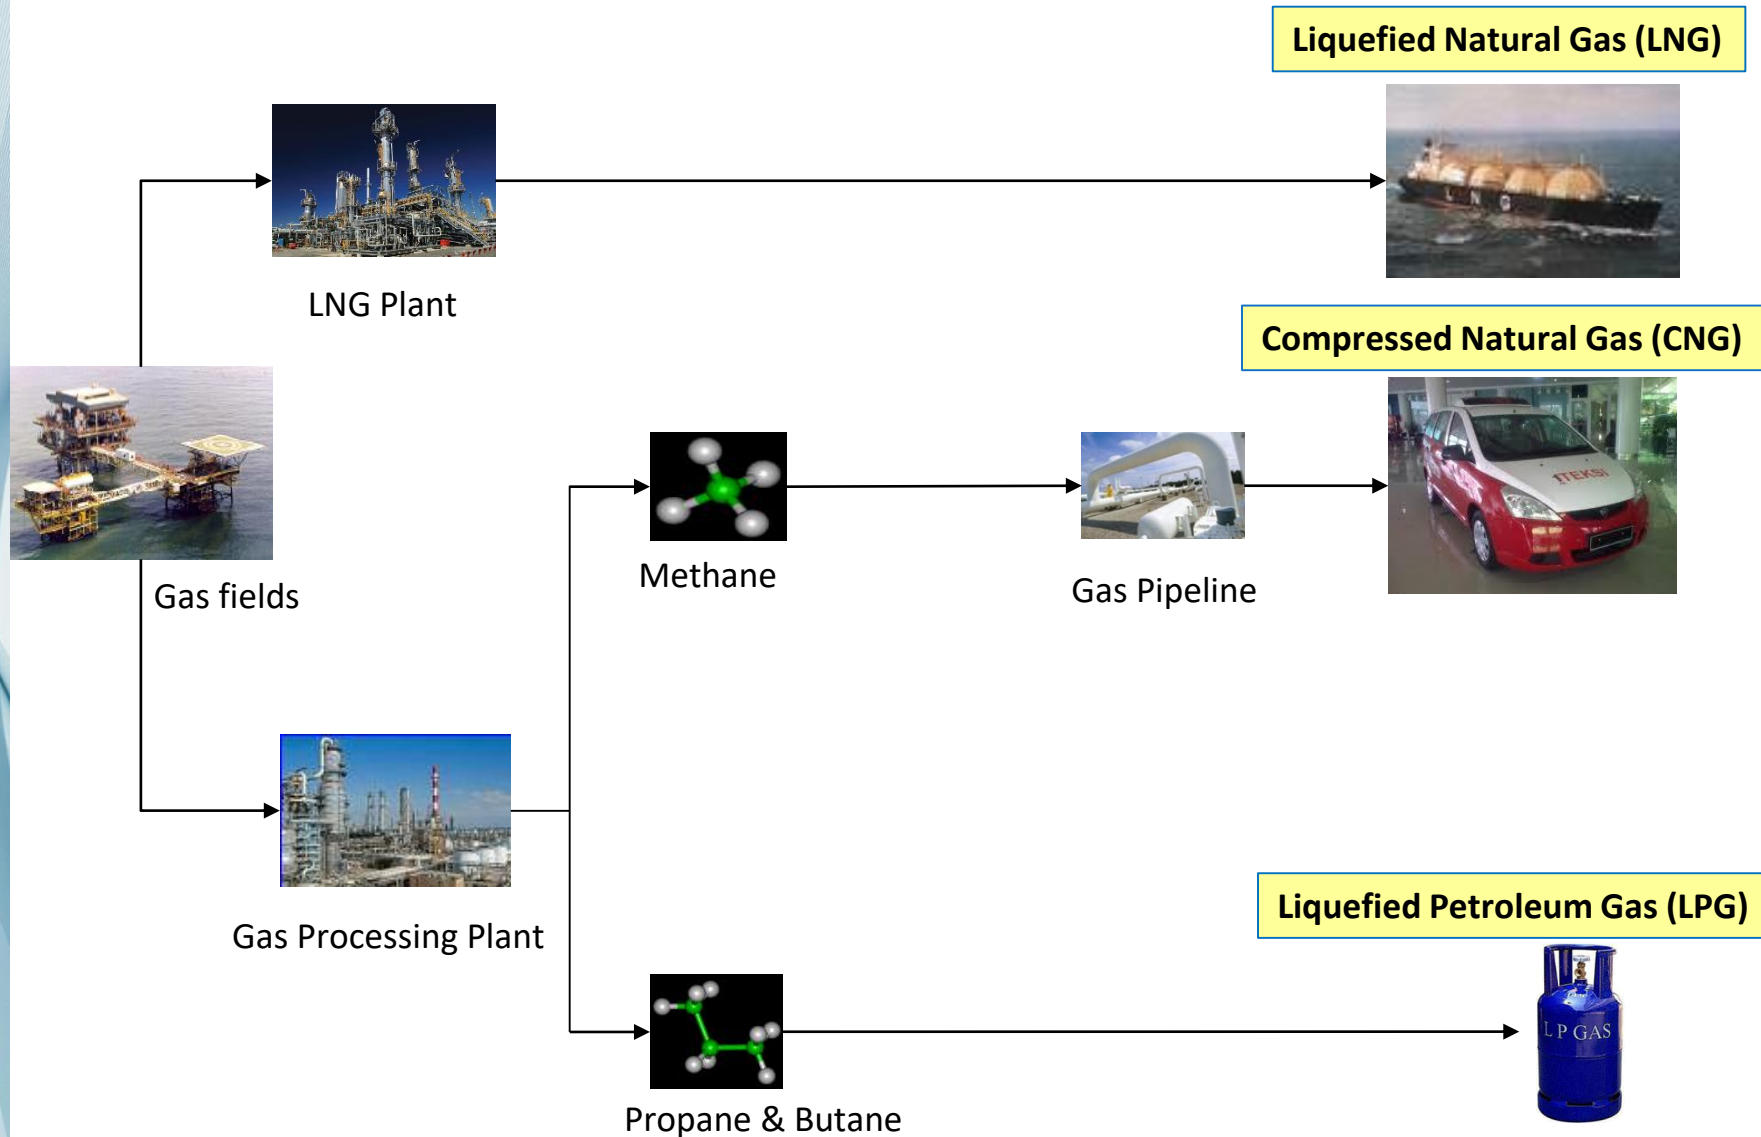 Liquefied Natural Gas (LNG)
L N G
LNG Plant
Compressed Natural Gas (CNG)
1TEKSI
Gas fields
Methane
Gas Pipeline
Gas Processing Plant
Liquefied Petroleum Gas (LPG)
L P GAS
Propane & Butane